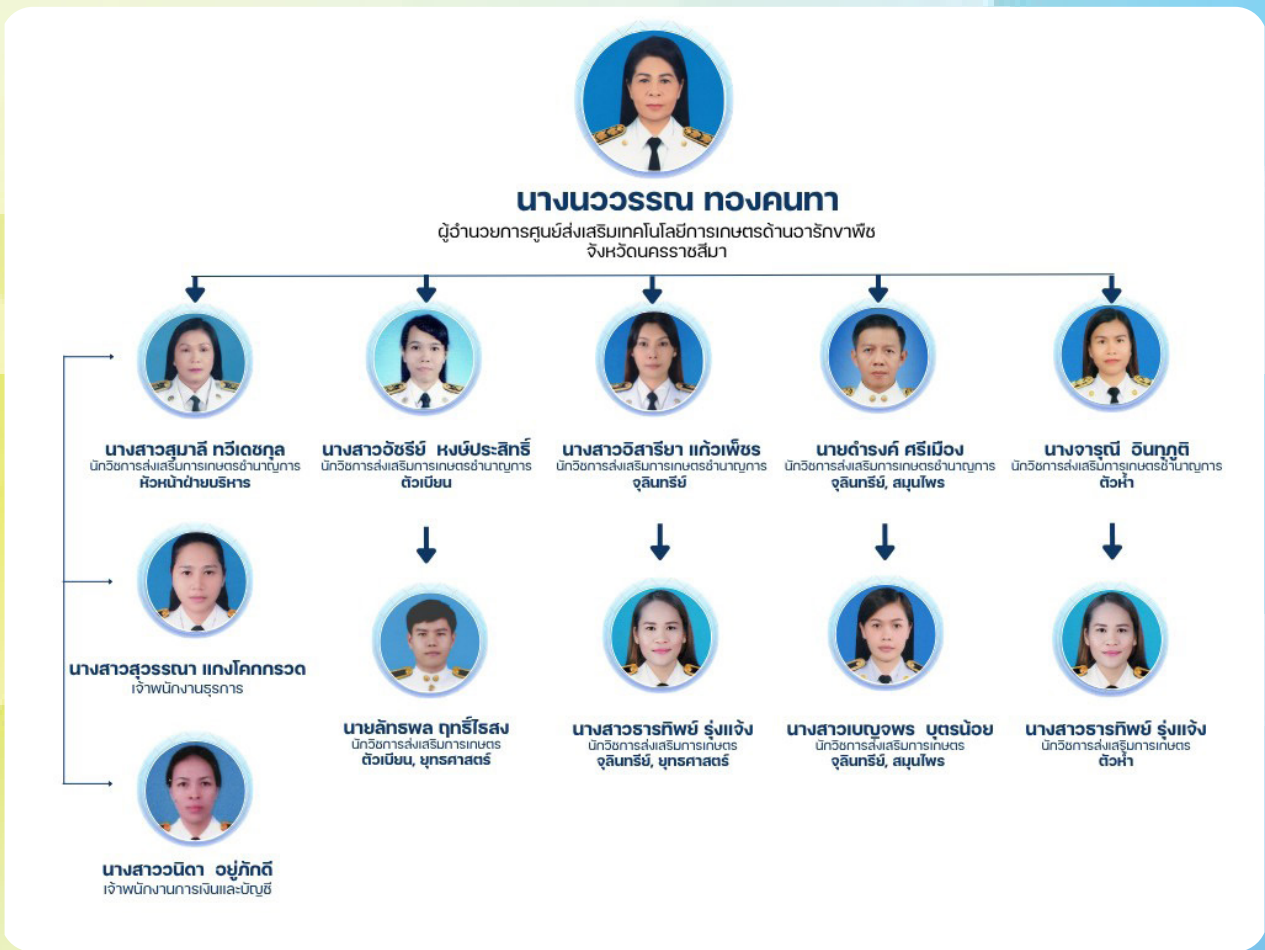 นางนววรรณ ทองคนทา
ผู้อำนวยการศูนย์ส่งเสริมเทคโนโลยีการเกษตรด้านอารักขาพืช
จังหวัดนครราชสีมา
นางสาวสุมาลี ทวีเดชกุล
นักวิชการส่งเสริมการเกษตรชำนาญการ
หัวหน้าฝ่ายบริหาร
นางสาวอัชรีย์ หงษ์ประสิทธิ์
นักวิชการส่งเสริมการเกษตรชำนาญการ
ตัวเบียน
นางสาวอิสารียา แก้วเพ็ชร
นักวิชการส่งเสริมการเกษตรชำนาญการ
จุลินทรีย์
นายดำรงค์ ศรีเมือง
นักวิชการส่งเสริมการเกษตรชำนาญการ
จุลินทรีย์, สมุนไพร
นางจารุณี อินทุภูติ
นักวิชการส่งเสริมการเกษตรชำนาญการ
ตัวห้ำ
นางสาวสุวรรณา แกงโคกกรวด
เจ้าพนักงานธุรการ
นายลัทธพล ฤทธิ์ไธสง
นักวิชการส่งเสริมการเกษตร
ตัวเบียน, ยุทธศาสตร์
นางสาวธารทิพย์ รุ่งแจ้ง
นักวิชการส่งเสริมการเกษตร
จุลินทรีย์, ยุทธศาสตร์
นางสาวเบญจพร บุตรน้อย
นักวิชการส่งเสริมการเกษตร
จุลินทรีย์, สมุนไพร
นางสาวธารทิพย์ รุ่งแจ้ง
นักวิชการส่งเสริมการเกษตร
ตัวห้ำ
นางสาววนิดา อยู่ภักดี
เจ้าพนักงานการเงินและบัญชี